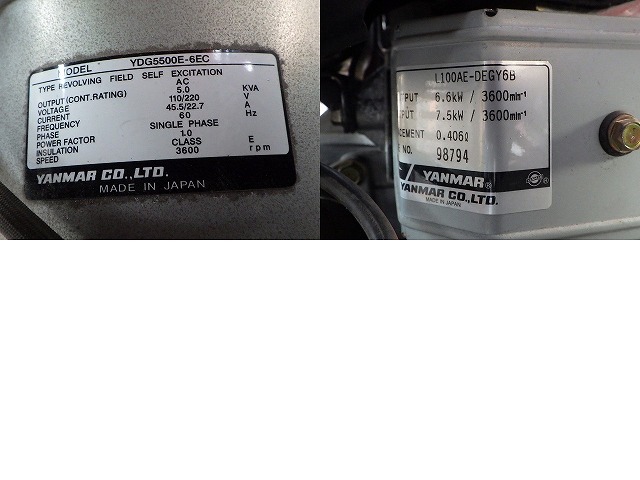 MODEL YDG5500E-6EC
TYPE REVOLVING FIELD SELF EXCITATION
AC
OUTPUT(CONT.RATING) 5.0 KVA
VOLTAGE 110/220 V
CURRENT 45.5/22.7 A
FREQUENCY 60 Hz
PHASE SINGLE PHASE
POWER FACTOR 1.0
INSULATION CLASS E
SPEED 3600 rpm
YANMAR CO.,LTD.
MADE IN JAPAN
L100AE-DEGY6B
PUT 6.6kW / 3600min⁻¹
PUT 7.5kW / 3600min⁻¹
CEMENT 0.406ℓ
NO. 98794
YANMAR®
YANMAR CO.,LTD.
MADE IN JAPAN